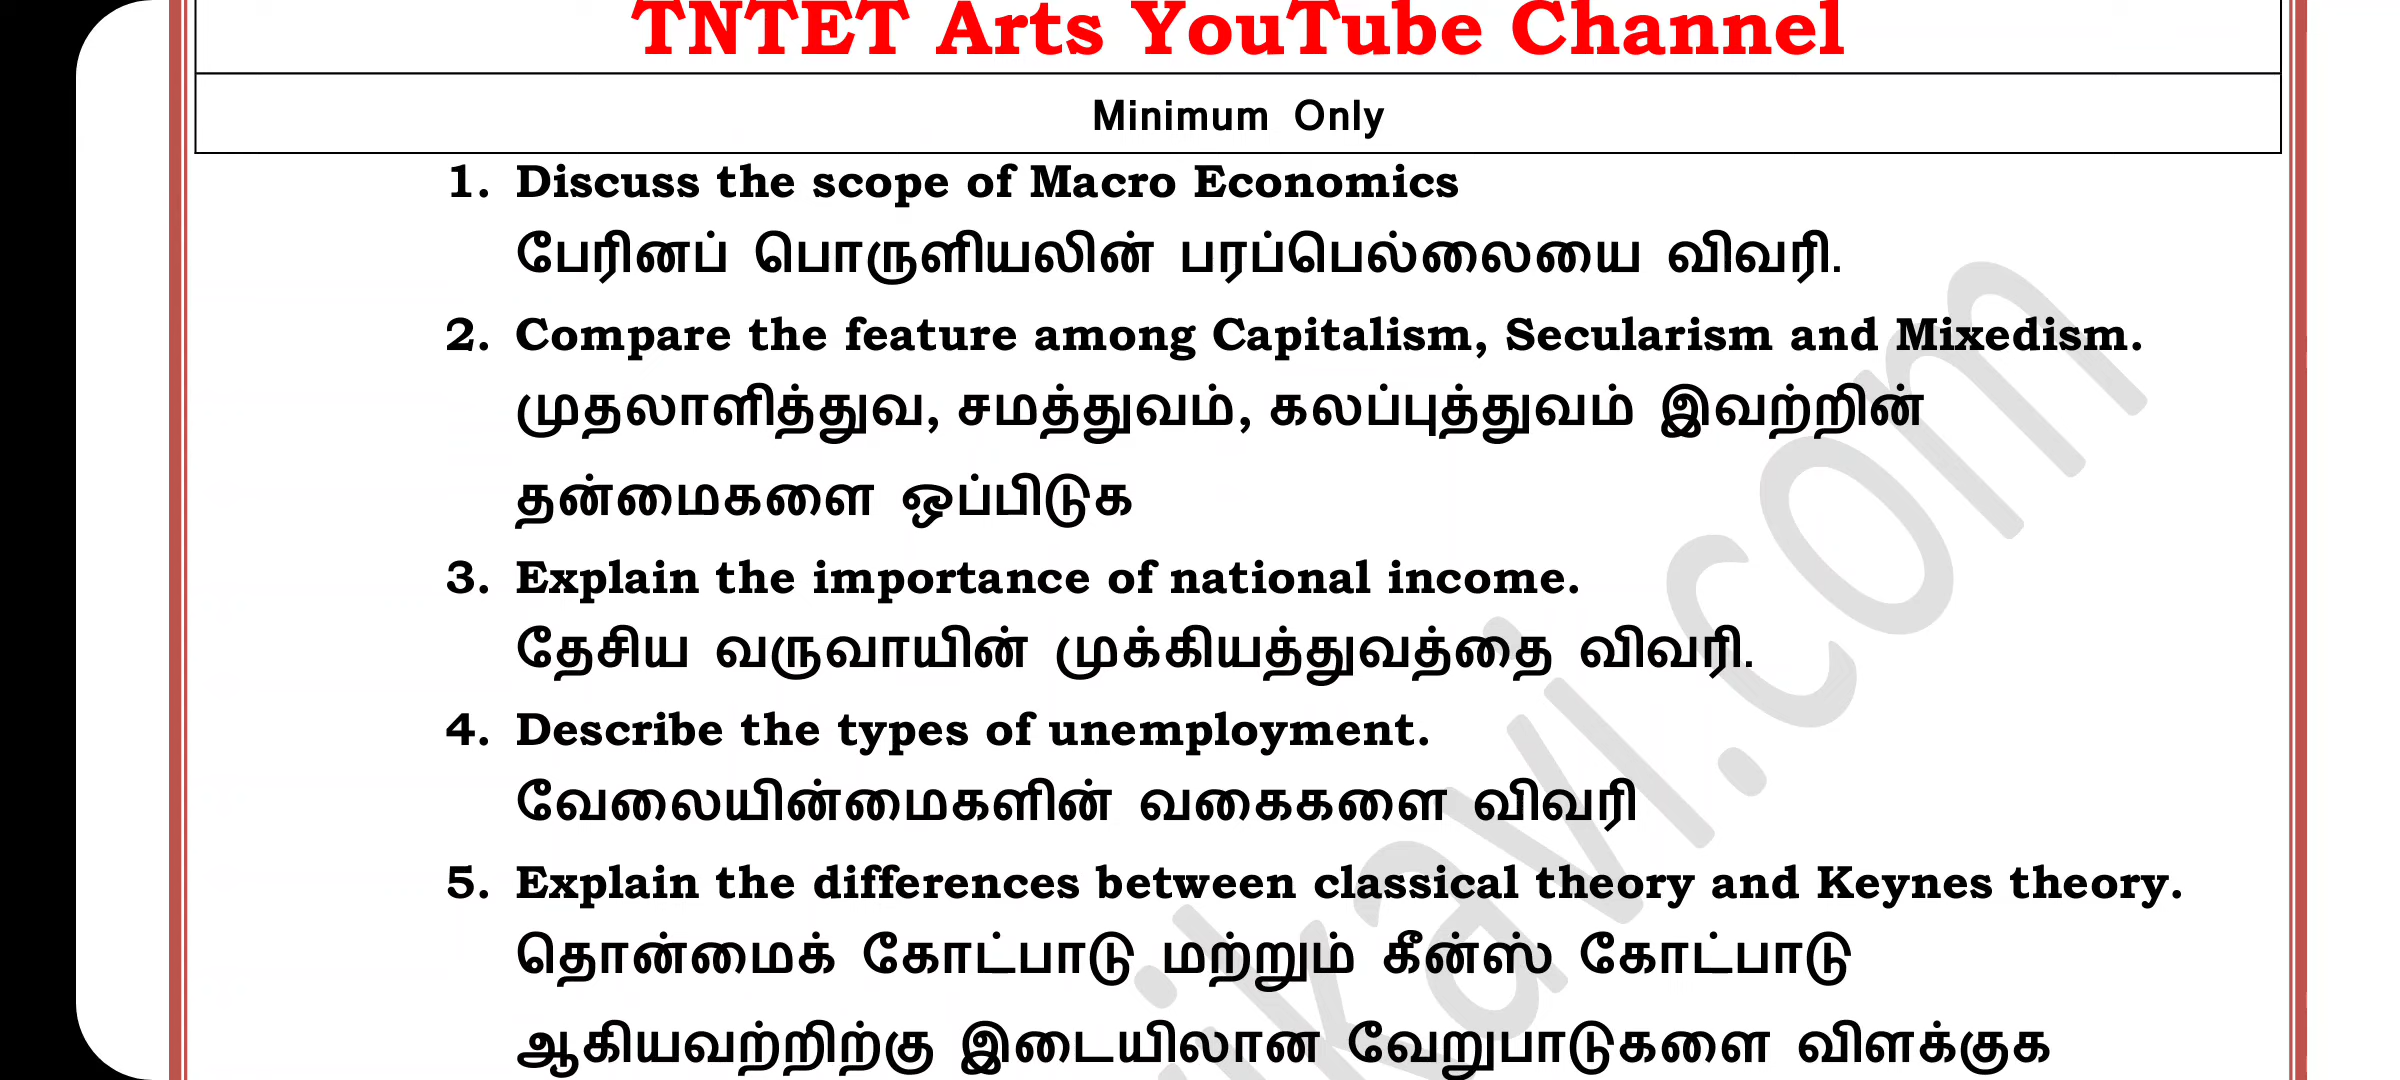 TNTET Arts YouTube Channel
Minimum Only
1. Discuss the scope of Macro Economics
பேரினப் பொருளியலின் பரப்பெல்லையை விவரி.
2. Compare the feature among Capitalism, Secularism and Mixedism.
முதலாளித்துவ, சமத்துவம், கலப்புத்துவம் இவற்றின்
தன்மைகளை ஒப்பிடுக
3. Explain the importance of national income.
தேசிய வருவாயின் முக்கியத்துவத்தை விவரி.
4. Describe the types of unemployment.
வேலையின்மைகளின் வகைகளை விவரி
5. Explain the differences between classical theory and Keynes theory.
தொன்மைக் கோட்பாடு மற்றும் கீன்ஸ் கோட்பாடு
ஆகியவற்றிற்கு இடையிலான வேறுபாடுகளை விளக்குக
ikavi.com